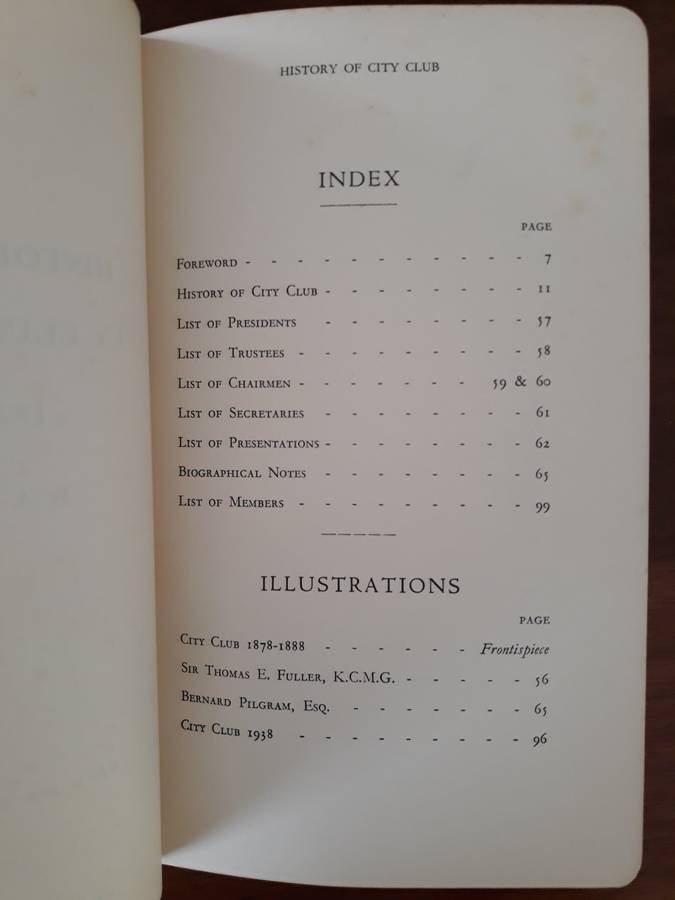 HISTORY OF CITY CLUB
INDEX
PAGE
FOREWORD - - - - - - - - - - - 7
HISTORY OF CITY CLUB - - - - - - - - 11
LIST OF PRESIDENTS - - - - - - - - 57
LIST OF TRUSTEES - - - - - - - - - 58
LIST OF CHAIRMEN - - - - - - - 59 & 60
LIST OF SECRETARIES - - - - - - - - 61
LIST OF PRESENTATIONS - - - - - - - - 62
BIOGRAPHICAL NOTES - - - - - - - - 65
LIST OF MEMBERS - - - - - - - - - 99
ILLUSTRATIONS
PAGE
CITY CLUB 1878-1888 - - - - - - Frontispiece
SIR THOMAS E. FULLER, K.C.M.G. - - - - - 56
BERNARD PILGRAM, ESQ. - - - - - - - 65
CITY CLUB 1938 - - - - - - - - - 96